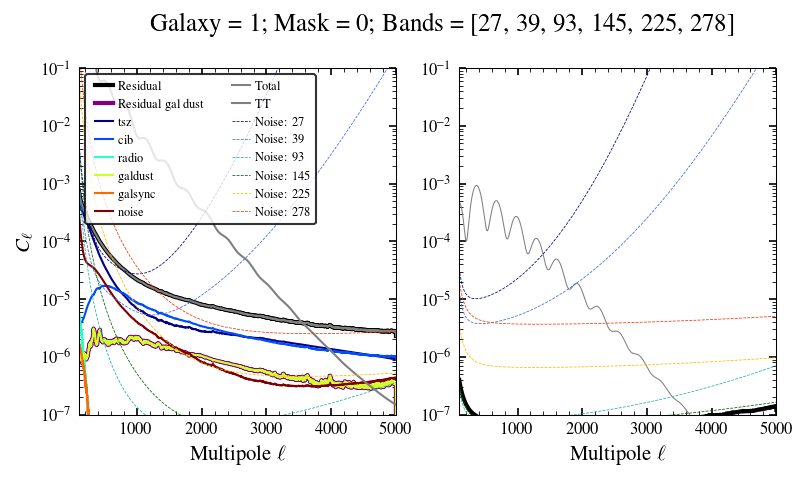 Galaxy = 1; Mask = 0; Bands = [27, 39, 93, 145, 225, 278]
Residual
Residual gal dust
tsz
cib
radio
galdust
galsync
noise
Total
TT
Noise: 27
Noise: 39
Noise: 93
Noise: 145
Noise: 225
Noise: 278
C_ℓ
10⁻¹
10⁻²
10⁻³
10⁻⁴
10⁻⁵
10⁻⁶
10⁻⁷
1000 2000 3000 4000 5000
Multipole ℓ
10⁻¹
10⁻²
10⁻³
10⁻⁴
10⁻⁵
10⁻⁶
10⁻⁷
1000 2000 3000 4000 5000
Multipole ℓ